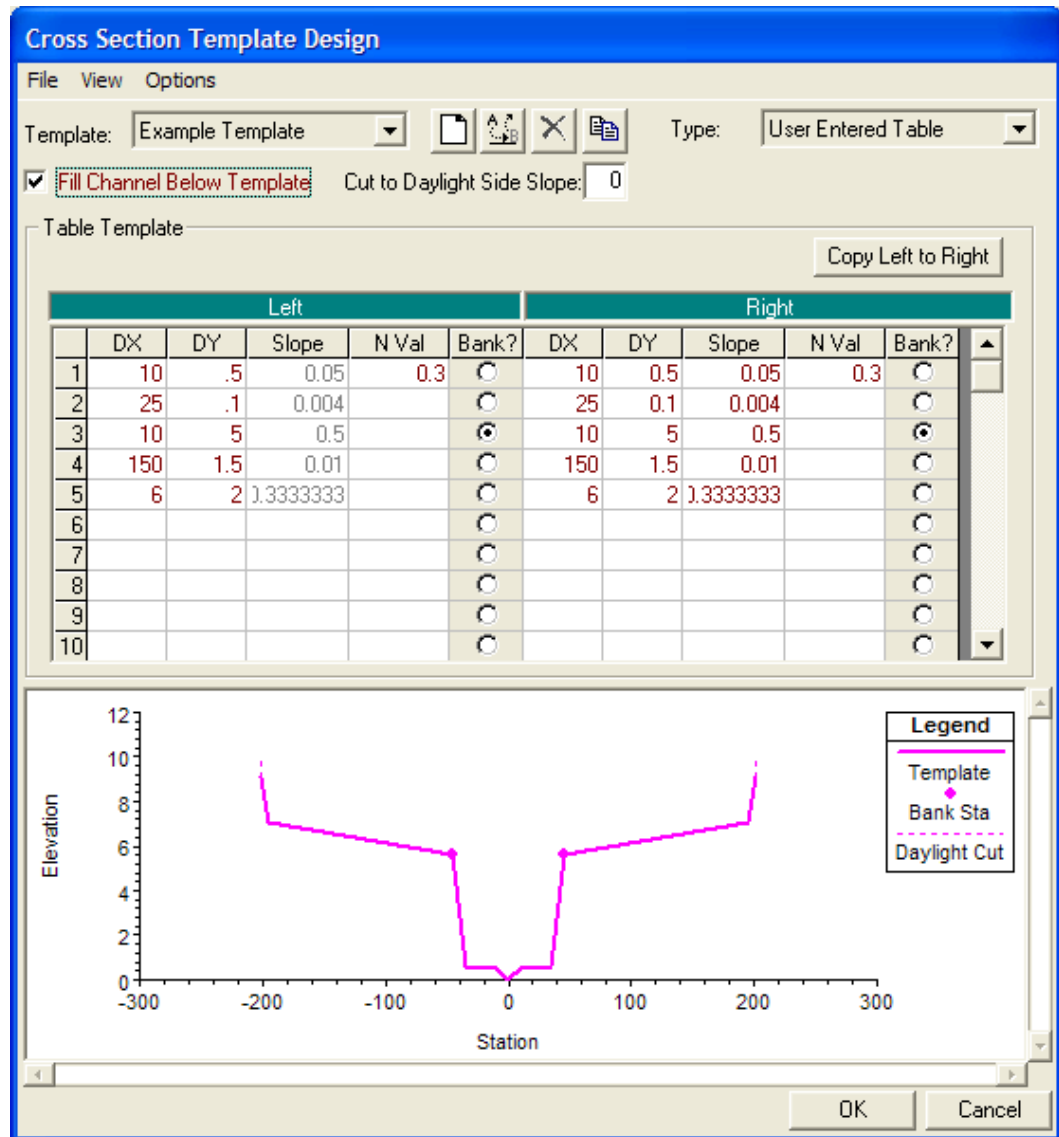 Cross Section Template Design
File View Options
Template: Example Template Type: User Entered Table
Fill Channel Below Template Cut to Daylight Side Slope: 0
Table Template
Copy Left to Right
Left Right
DX DY Slope N Val Bank? DX DY Slope N Val Bank?
1 10 .5 0.05 0.3 10 0.5 0.05 0.3
2 25 .1 0.004 25 0.1 0.004
3 10 5 0.5 10 5 0.5
4 150 1.5 0.01 150 1.5 0.01
5 6 2 ).3333333 6 2 ).3333333
6
7
8
9
10
12
10
8
6
4
2
0
Elevation
-300 -200 -100 0 100 200 300
Station
Legend
Template
Bank Sta
Daylight Cut
OK Cancel